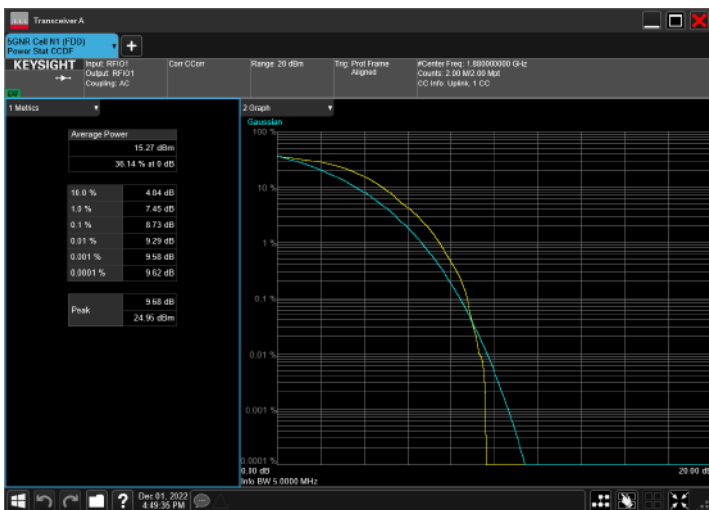 Transceiver A
5GNR Cell N1 (FDD)
Power Stat CCDF
KEYSIGHT
Input: RFIO1
Output: RFIO1
Coupling: AC
Corr CCorr
Range: 20 dBm
Trig: Prot Frame
Aligned
#Center Freq: 1.880000000 GHz
Counts: 2.00 M/2.00 Mpt
CC Info: Uplink, 1 CC
1 Metrics
Average Power
15.27 dBm
36.14 % at 0 dB
10.0 % 4.84 dB
1.0 % 7.45 dB
0.1 % 8.73 dB
0.01 % 9.29 dB
0.001 % 9.58 dB
0.0001 % 9.62 dB
Peak
9.68 dB
24.95 dBm
2 Graph
Gaussian
100 %
10 %
1 %
0.1 %
0.01 %
0.001 %
0.0001 %
0.00 dB
20.00 dB
Info BW 5.0000 MHz
Dec 01, 2022
4:49:35 PM